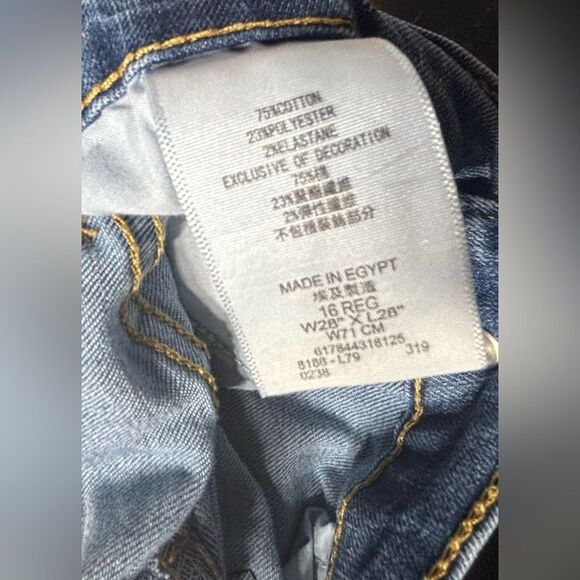 75%COTTON
23%POLYESTER
2%ELASTANE
EXCLUSIVE OF DECORATION
75%棉
23%聚酯纖維
2%彈性纖維
不包括裝飾部分
MADE IN EGYPT
埃及製造
16 REG
W28" X L28"
W71 CM
617844318125
8188 - L79 319
0238